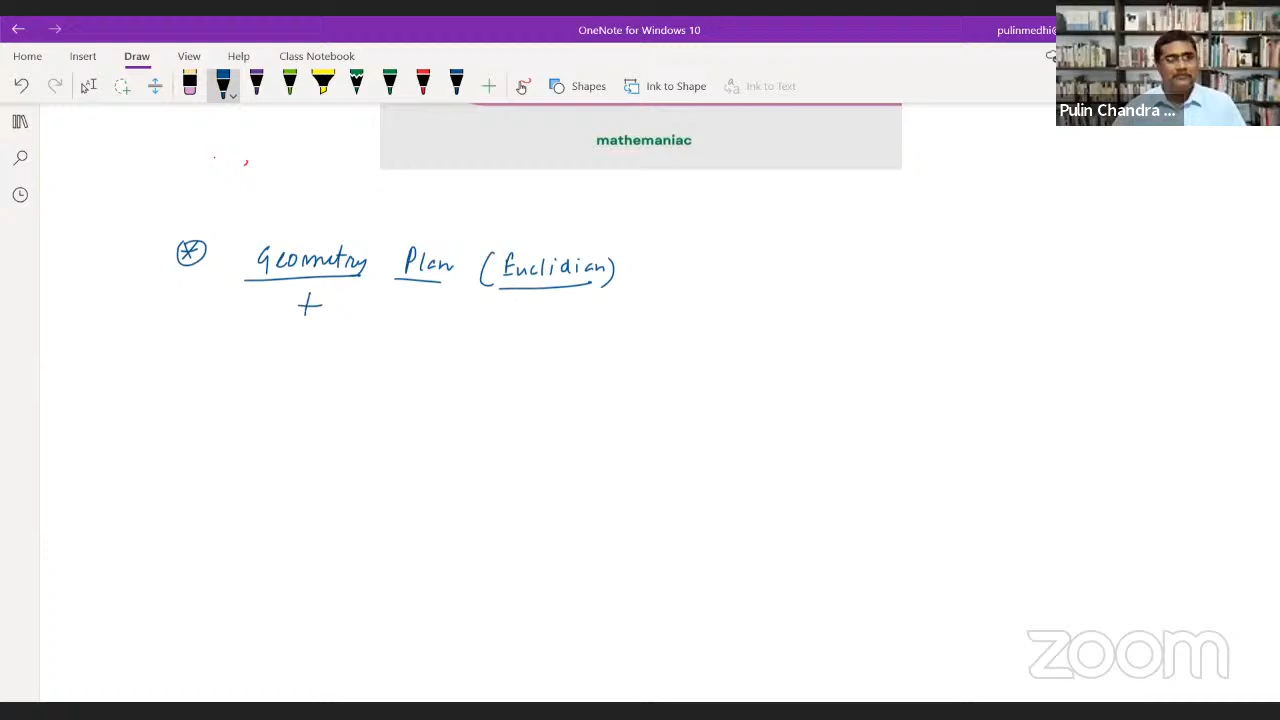 OneNote for Windows 10
pulinmedhi@
Home Insert Draw View Help Class Notebook
Shapes Ink to Shape Ink to Text
Pulin Chandra ...
mathemaniac
Geometry Plan (Euclidian)
+
zoom